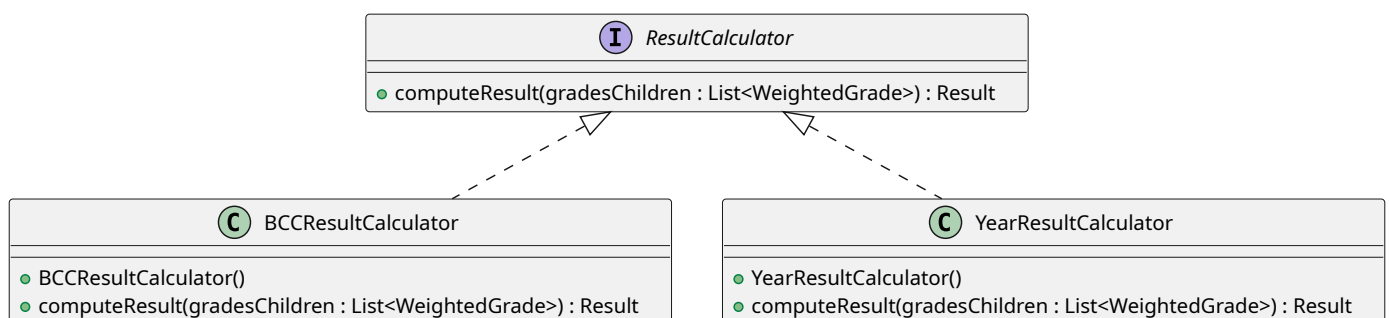 I ResultCalculator
computeResult(gradesChildren : List<WeightedGrade>) : Result
C BCCResultCalculator
BCCResultCalculator()
computeResult(gradesChildren : List<WeightedGrade>) : Result
C YearResultCalculator
YearResultCalculator()
computeResult(gradesChildren : List<WeightedGrade>) : Result